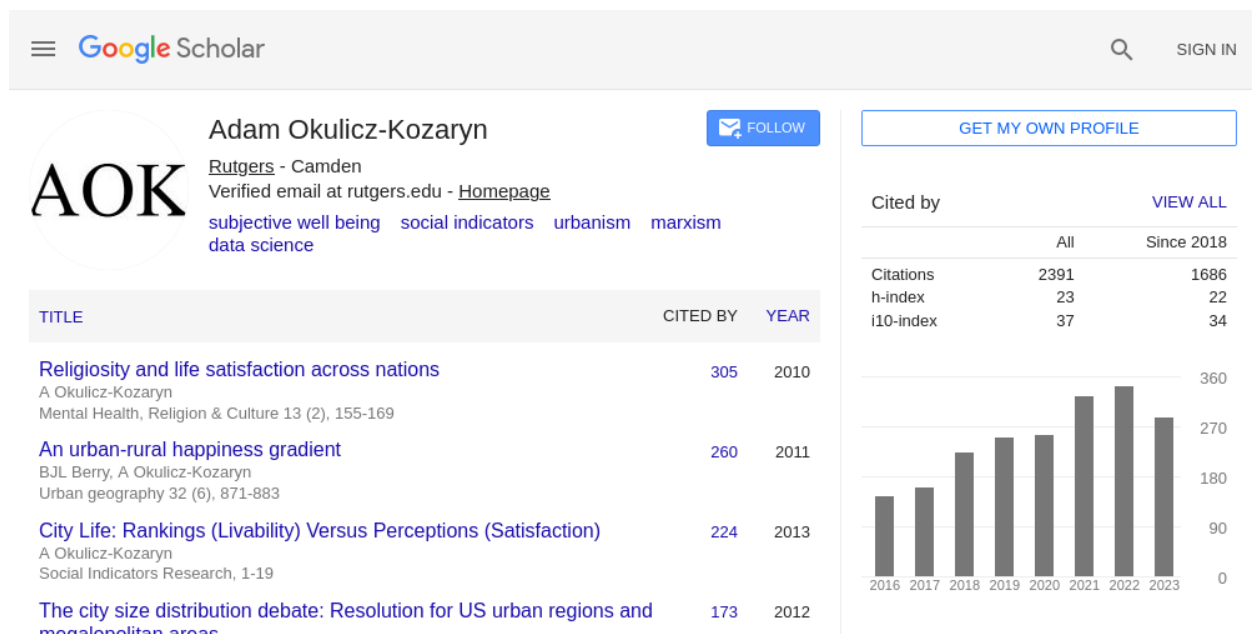 Google Scholar
SIGN IN
AOK
Adam Okulicz-Kozaryn
FOLLOW
Rutgers - Camden
Verified email at rutgers.edu - Homepage
subjective well being social indicators urbanism marxism
data science
TITLE CITED BY YEAR
Religiosity and life satisfaction across nations 305 2010
A Okulicz-Kozaryn
Mental Health, Religion & Culture 13 (2), 155-169
An urban-rural happiness gradient 260 2011
BJL Berry, A Okulicz-Kozaryn
Urban geography 32 (6), 871-883
City Life: Rankings (Livability) Versus Perceptions (Satisfaction) 224 2013
A Okulicz-Kozaryn
Social Indicators Research, 1-19
The city size distribution debate: Resolution for US urban regions and 173 2012
megalopolitan areas
GET MY OWN PROFILE
Cited by VIEW ALL
All Since 2018
Citations 2391 1686
h-index 23 22
i10-index 37 34
360
270
180
90
0
2016 2017 2018 2019 2020 2021 2022 2023